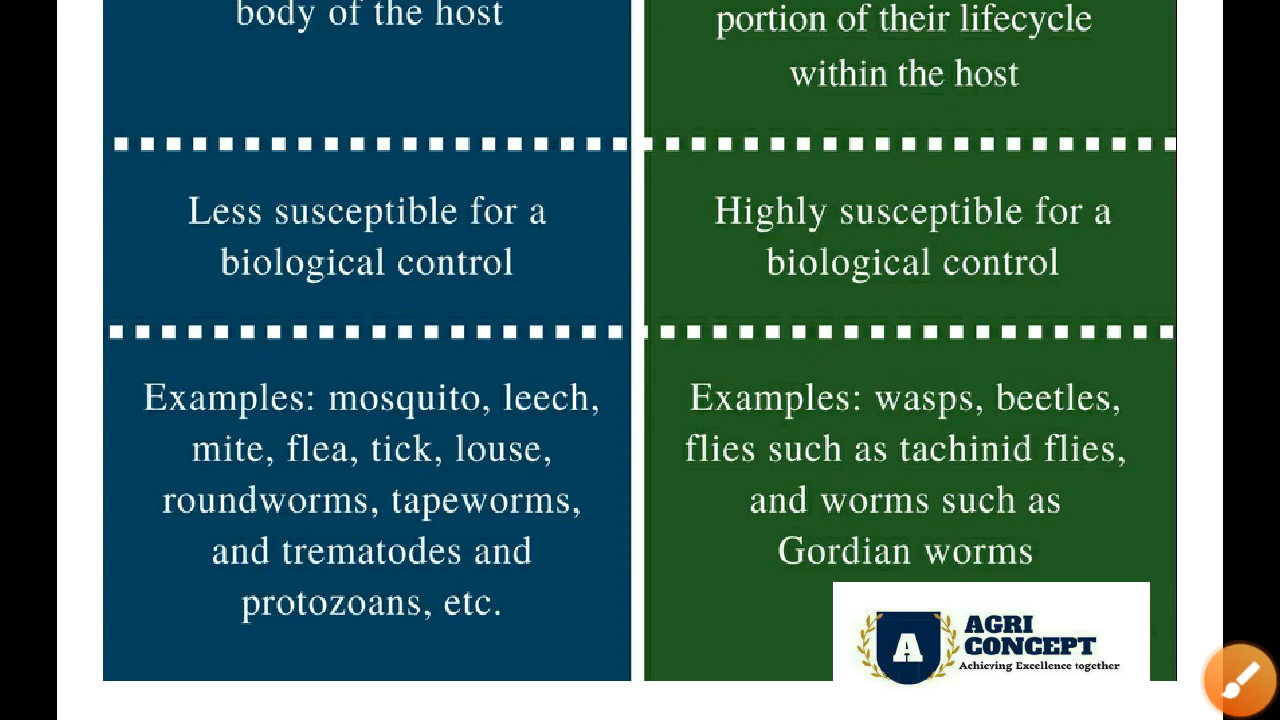 body of the host
portion of their lifecycle
within the host
Less susceptible for a
biological control
Highly susceptible for a
biological control
Examples: mosquito, leech,
mite, flea, tick, louse,
roundworms, tapeworms,
and trematodes and
protozoans, etc.
Examples: wasps, beetles,
flies such as tachinid flies,
and worms such as
Gordian worms
A
AGRI
CONCEPT
Achieving Excellence together